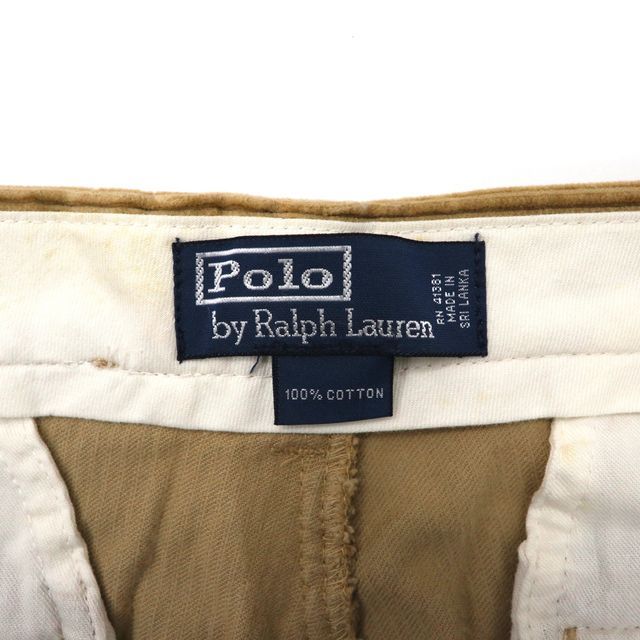 Polo
by Ralph Lauren
RN 41381
MADE IN
SRI LANKA
100% COTTON